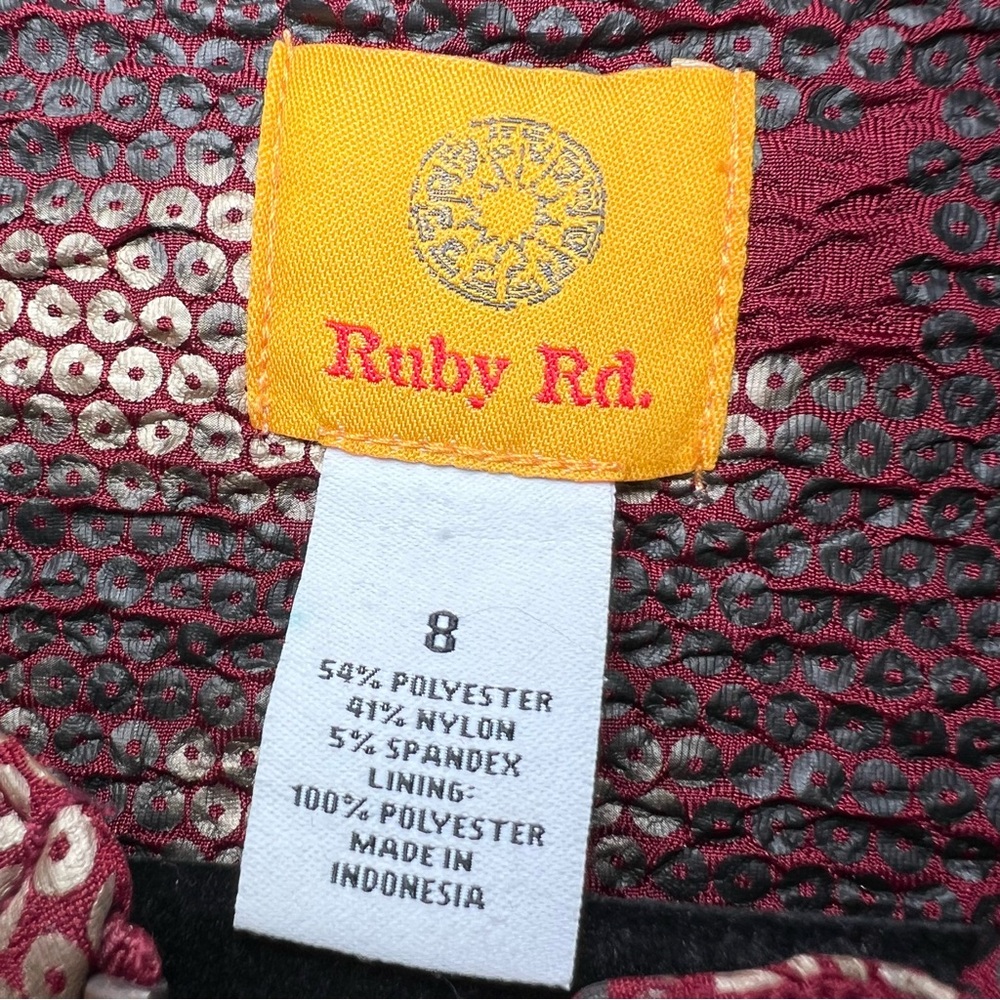 Ruby Rd.
8
54% POLYESTER
41% NYLON
5% SPANDEX
LINING:
100% POLYESTER
MADE IN
INDONESIA